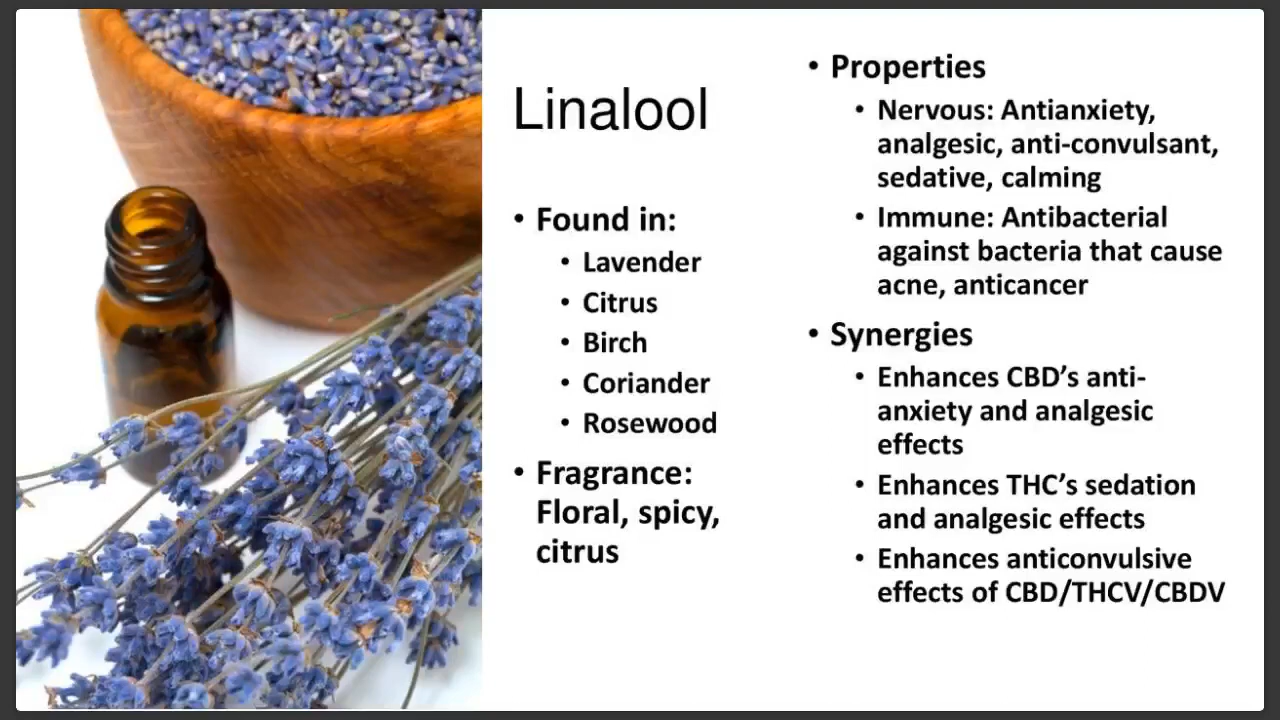 Linalool
• Found in:
• Lavender
• Citrus
• Birch
• Coriander
• Rosewood
• Fragrance:
Floral, spicy,
citrus
• Properties
• Nervous: Antianxiety,
analgesic, anti-convulsant,
sedative, calming
• Immune: Antibacterial
against bacteria that cause
acne, anticancer
• Synergies
• Enhances CBD’s anti-
anxiety and analgesic
effects
• Enhances THC’s sedation
and analgesic effects
• Enhances anticonvulsive
effects of CBD/THCV/CBDV